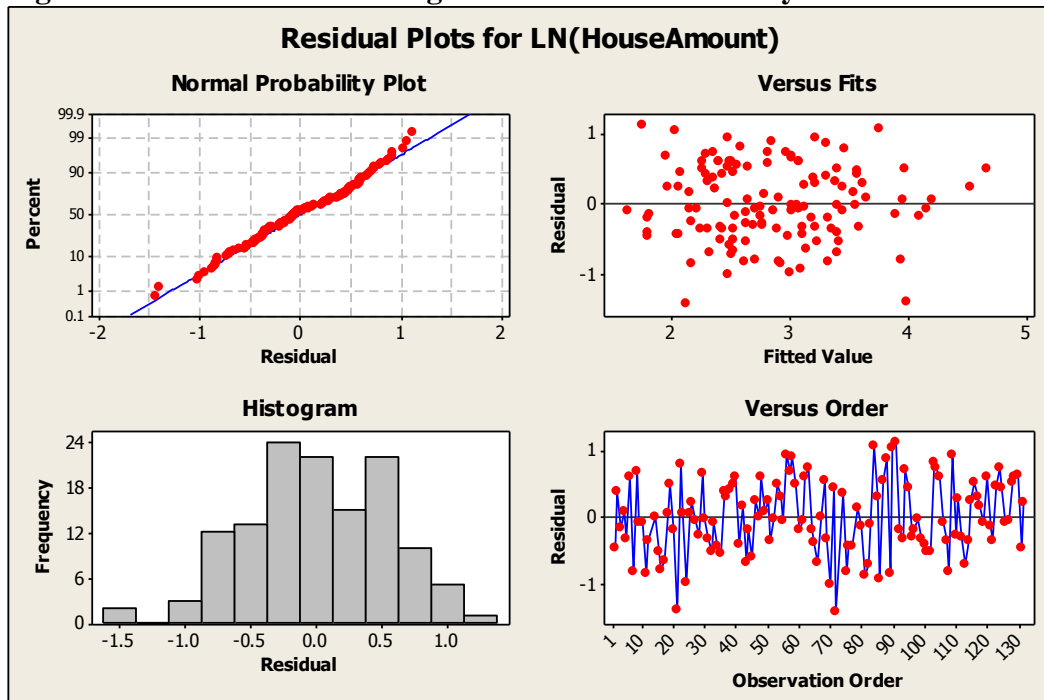 Residual Plots for LN(HouseAmount)
Normal Probability Plot
Percent
99.9
99
90
50
10
1
0.1
-2 -1 0 1 2
Residual
Versus Fits
Residual
1
0
-1
2 3 4 5
Fitted Value
Histogram
Frequency
24
18
12
6
0
-1.5 -1.0 -0.5 0.0 0.5 1.0
Residual
Versus Order
Residual
1
0
-1
1 10 20 30 40 50 60 70 80 90 100 110 120 130
Observation Order